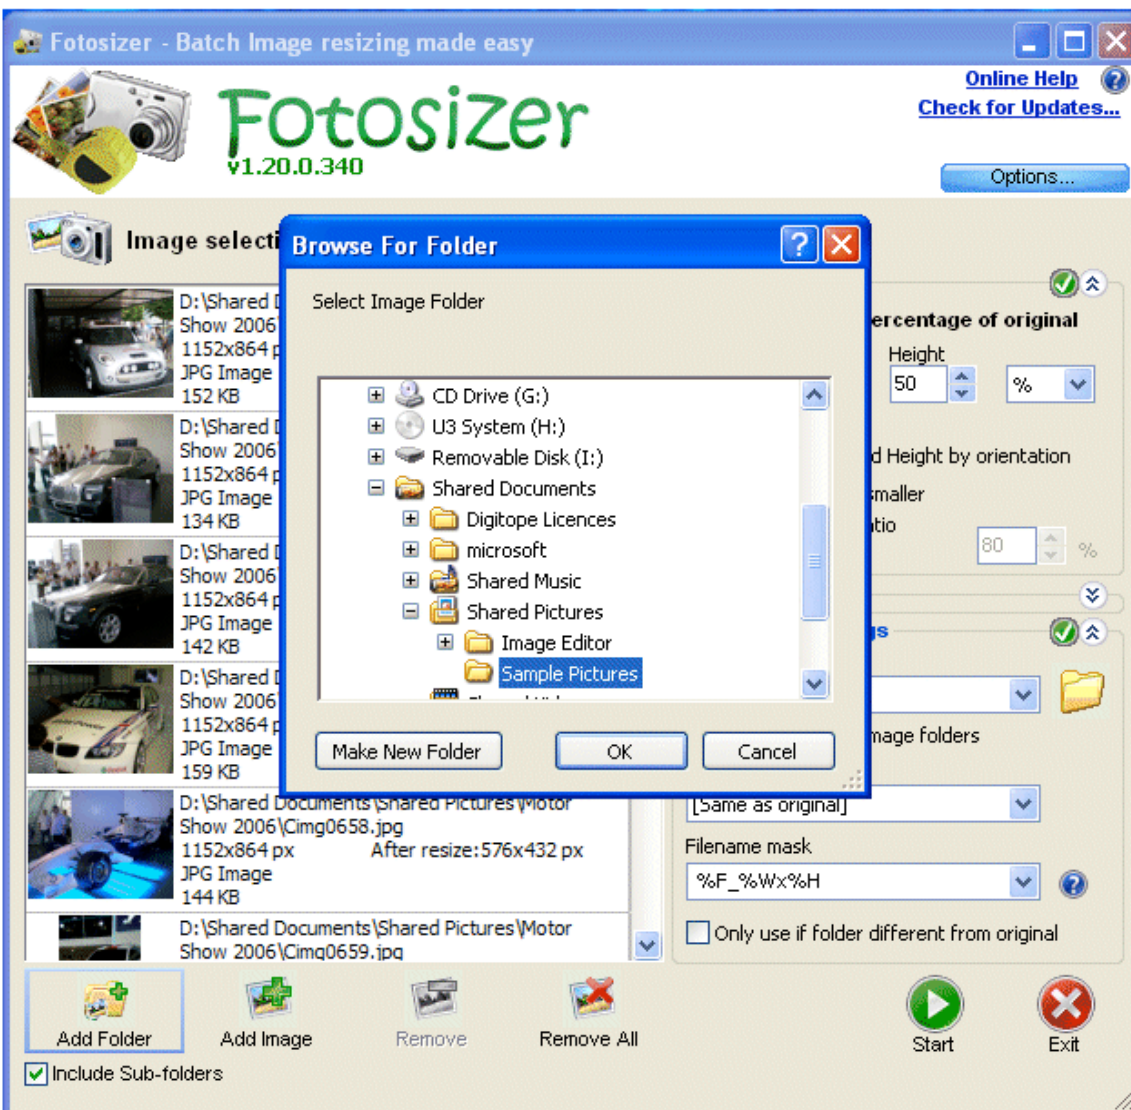 Fotosizer - Batch Image resizing made easy
Online Help
Check for Updates...
Fotosizer
v1.20.0.340
Options...
Image selecti
Browse For Folder
Select Image Folder
CD Drive (G:)
U3 System (H:)
Removable Disk (I:)
Shared Documents
Digitope Licences
microsoft
Shared Music
Shared Pictures
Image Editor
Sample Pictures
Make New Folder
OK
Cancel
D:\Shared D
Show 2006\
1152x864 p
JPG Image
152 KB
D:\Shared D
Show 2006\
1152x864 p
JPG Image
134 KB
D:\Shared D
Show 2006\
1152x864 p
JPG Image
142 KB
D:\Shared D
Show 2006\
1152x864 p
JPG Image
159 KB
D:\Shared Documents\Shared Pictures\Motor
Show 2006\Cimg0658.jpg
1152x864 px After resize:576x432 px
JPG Image
144 KB
D:\Shared Documents\Shared Pictures\Motor
Show 2006\Cimg0659.jpg
ercentage of original
Height
50 %
d Height by orientation
smaller
atio
80 %
gs
mage folders
[Same as original]
Filename mask
%F_%Wx%H
Only use if folder different from original
Add Folder
Add Image
Remove
Remove All
Start
Exit
Include Sub-folders